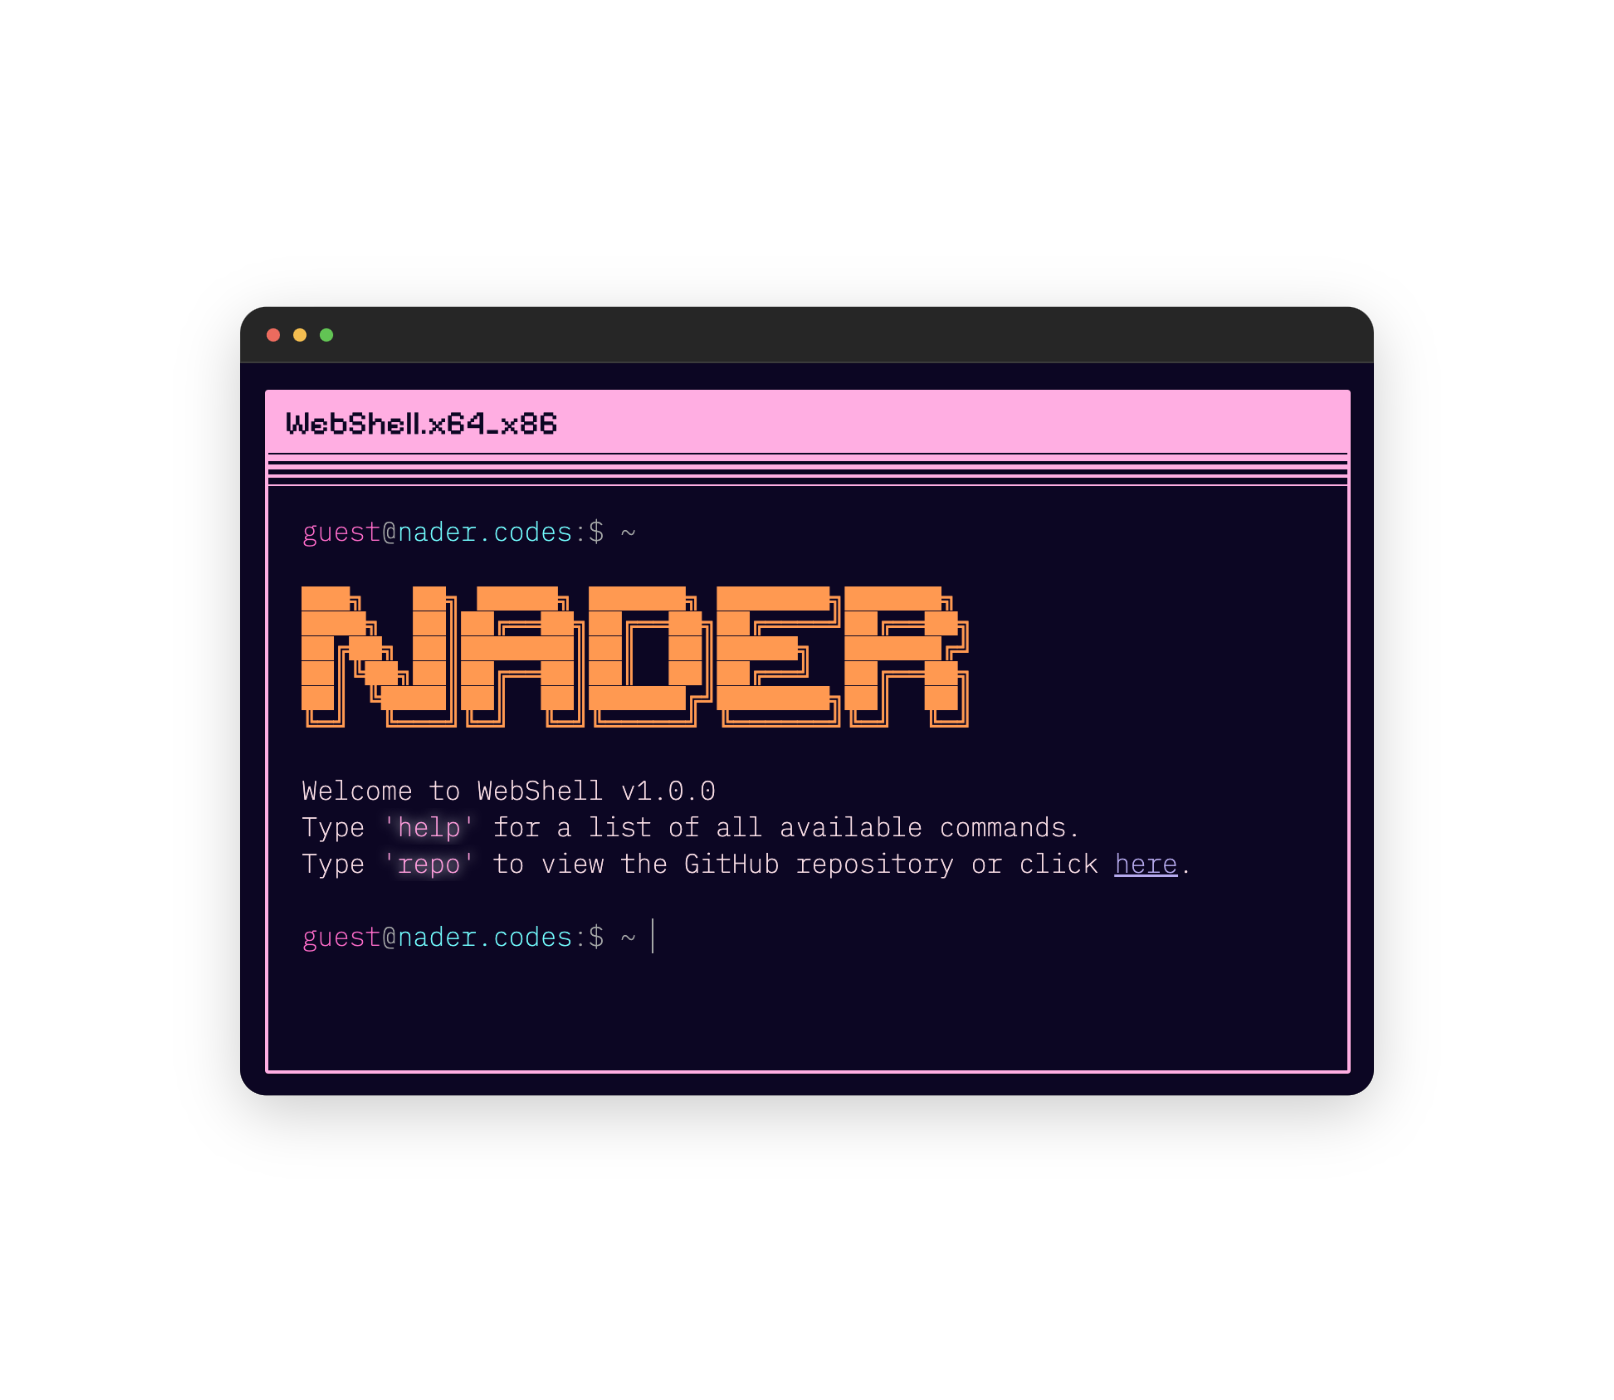 WebShell.x64_x86
guest@nader.codes:$ ~
NADER
Welcome to WebShell v1.0.0
Type 'help' for a list of all available commands.
Type 'repo' to view the GitHub repository or click here.
guest@nader.codes:$ ~